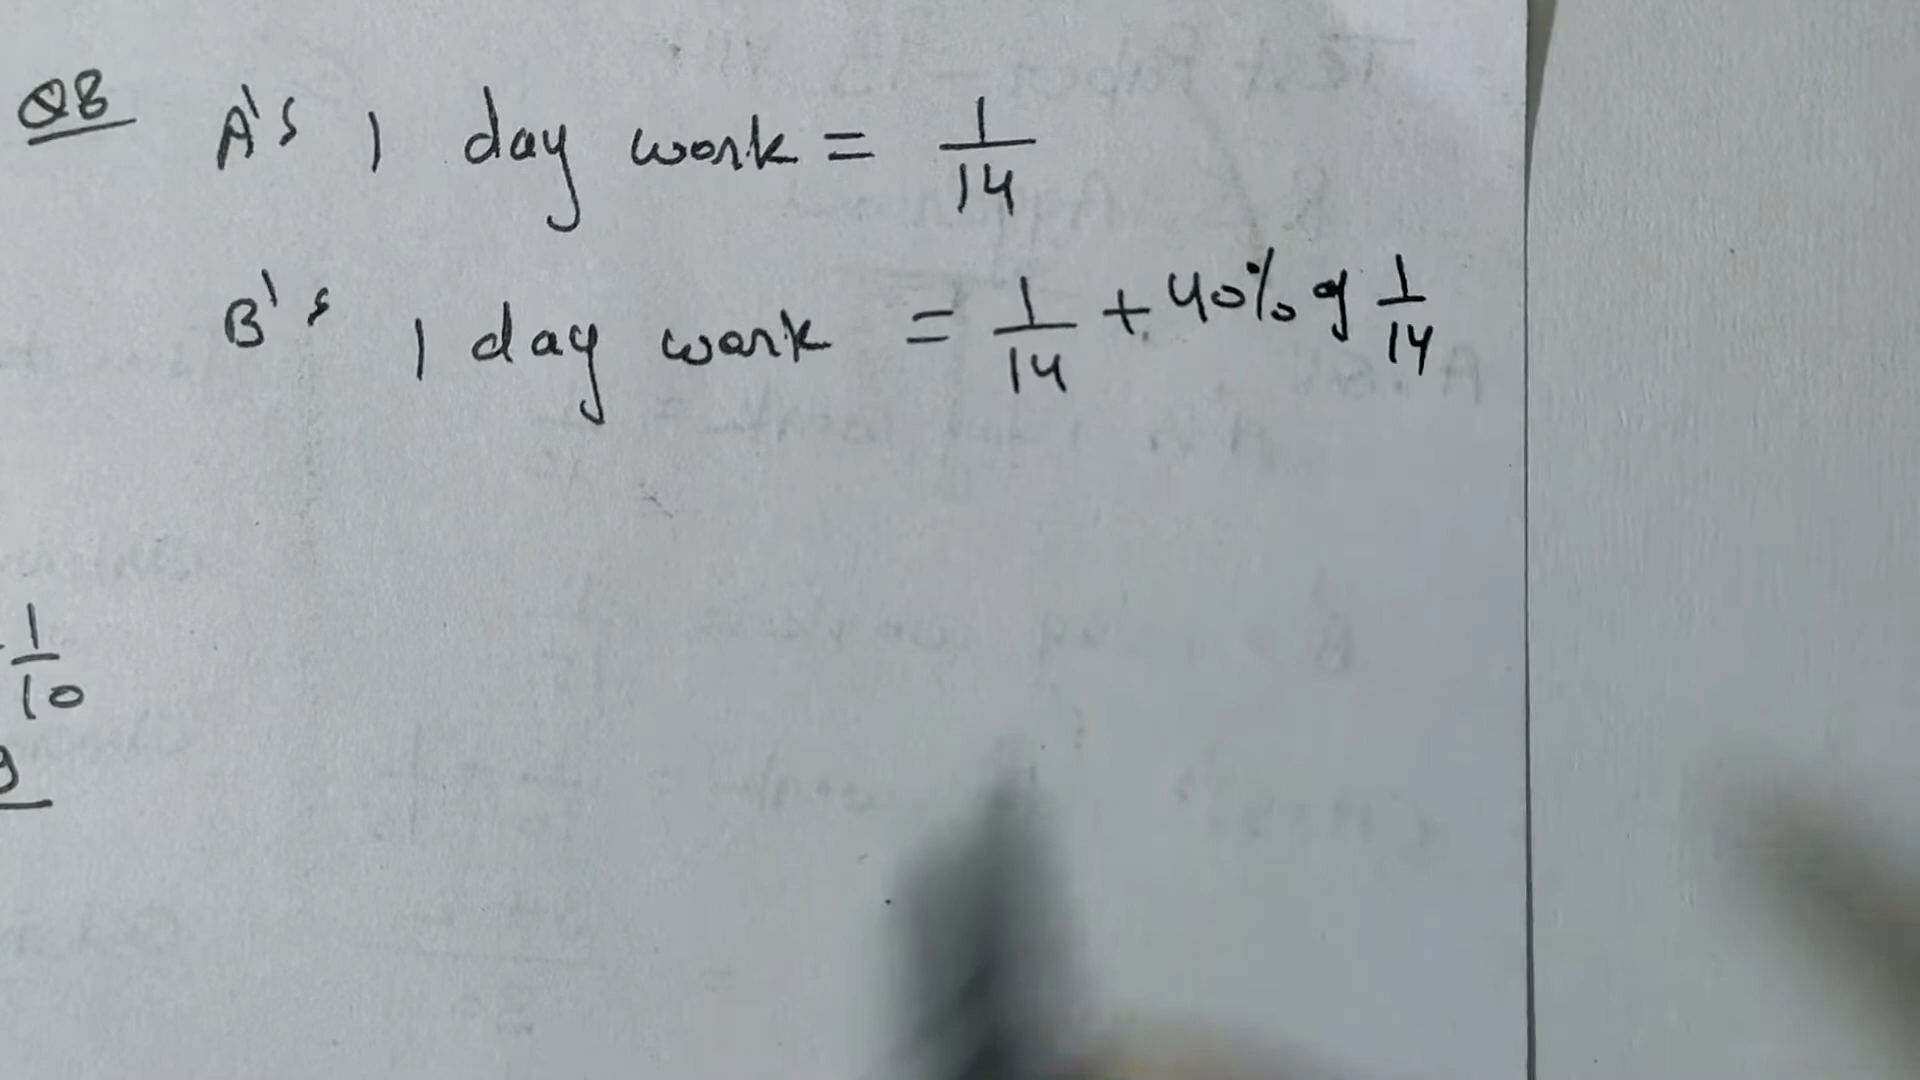 Q8
A's 1 day work = 1/14
B's 1 day work = 1/14 + 40% of 1/14
1/10